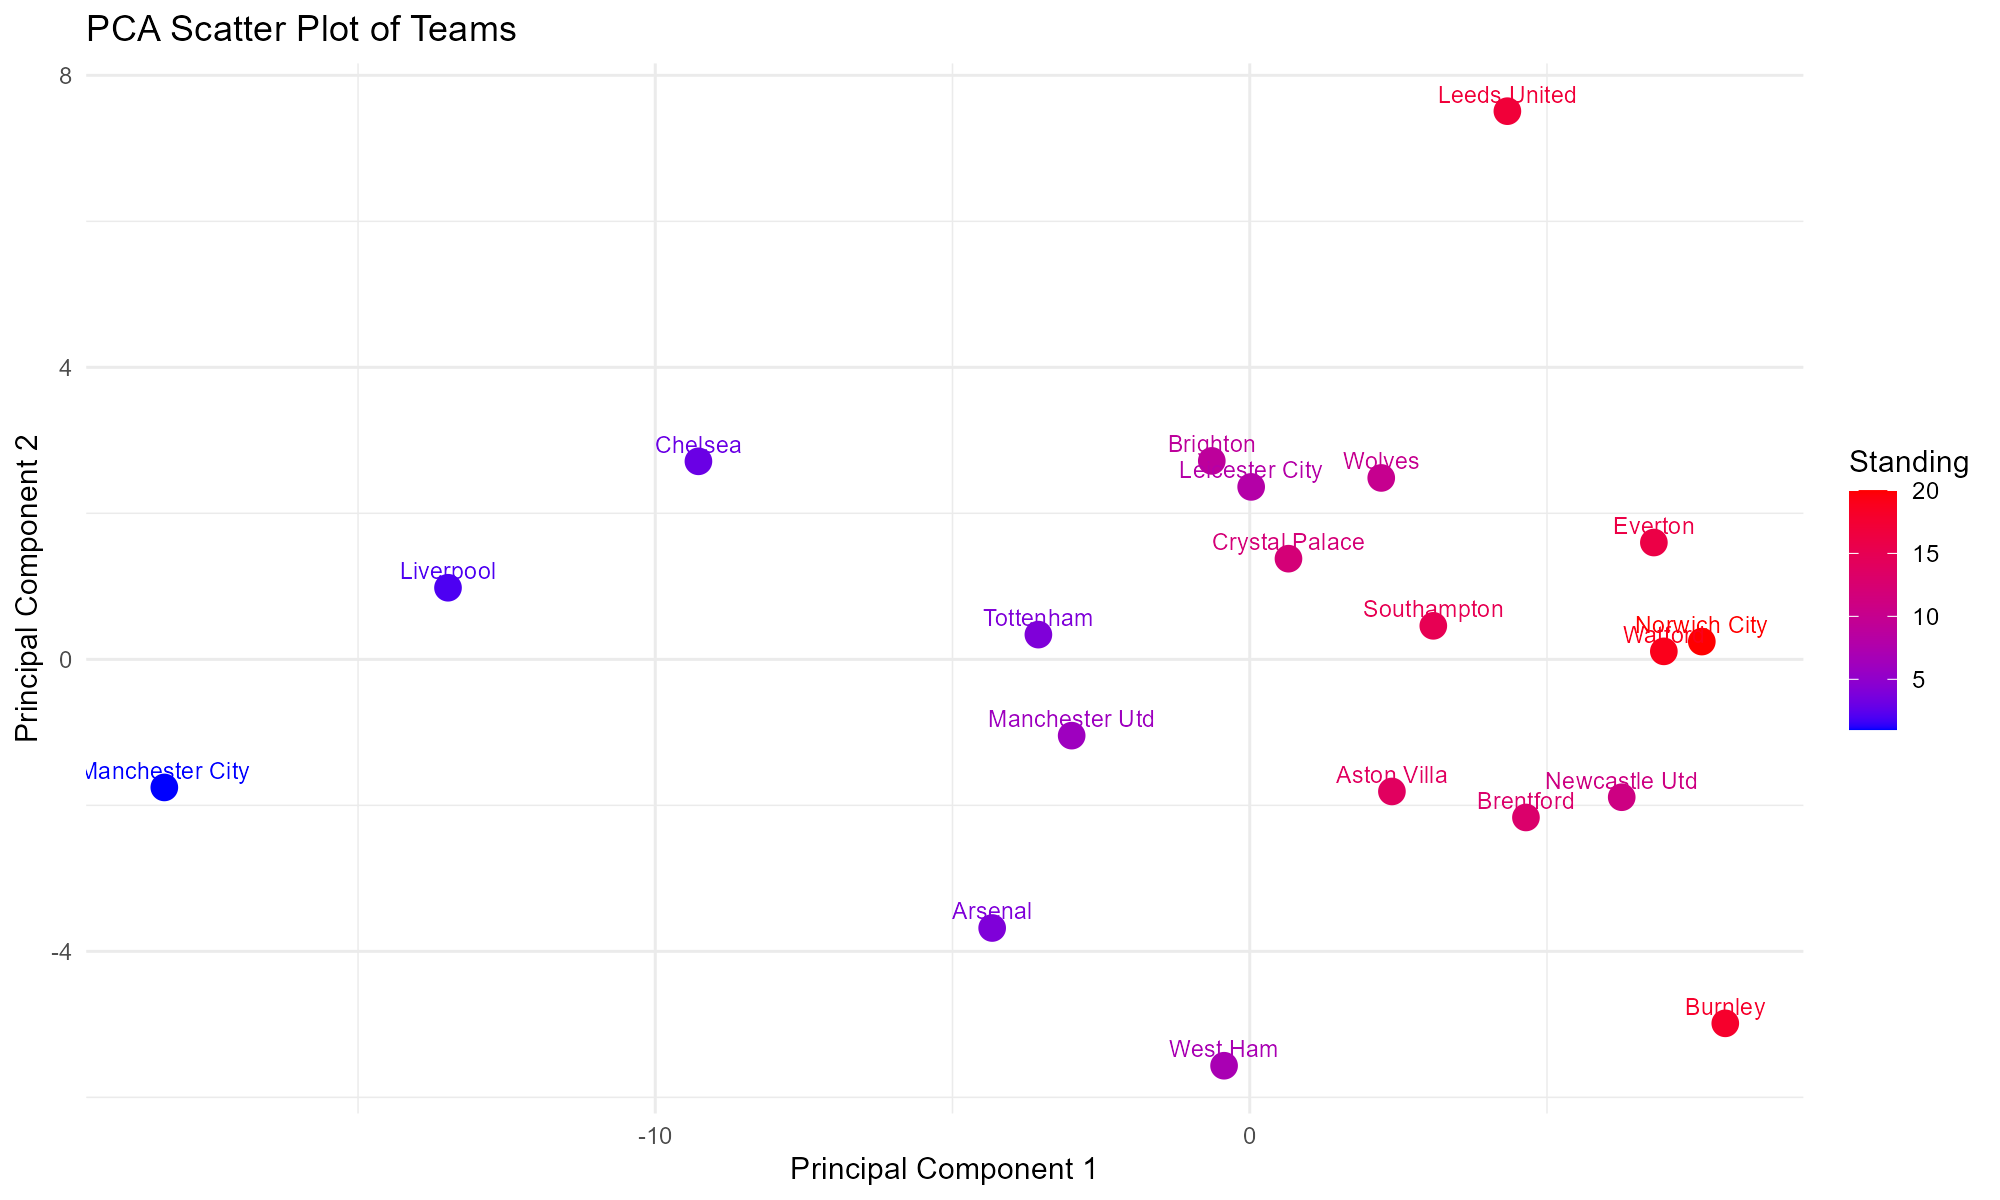 PCA Scatter Plot of Teams
8
Leeds United
4
Chelsea
Brighton
Leicester City
Wolves
Everton
Crystal Palace
Liverpool
Southampton
Tottenham
Norwich City
Watford
0
Manchester Utd
Manchester City
Aston Villa
Newcastle Utd
Brentford
Arsenal
-4
Burnley
West Ham
-10
0
Principal Component 1
Principal Component 2
Standing
20
15
10
5